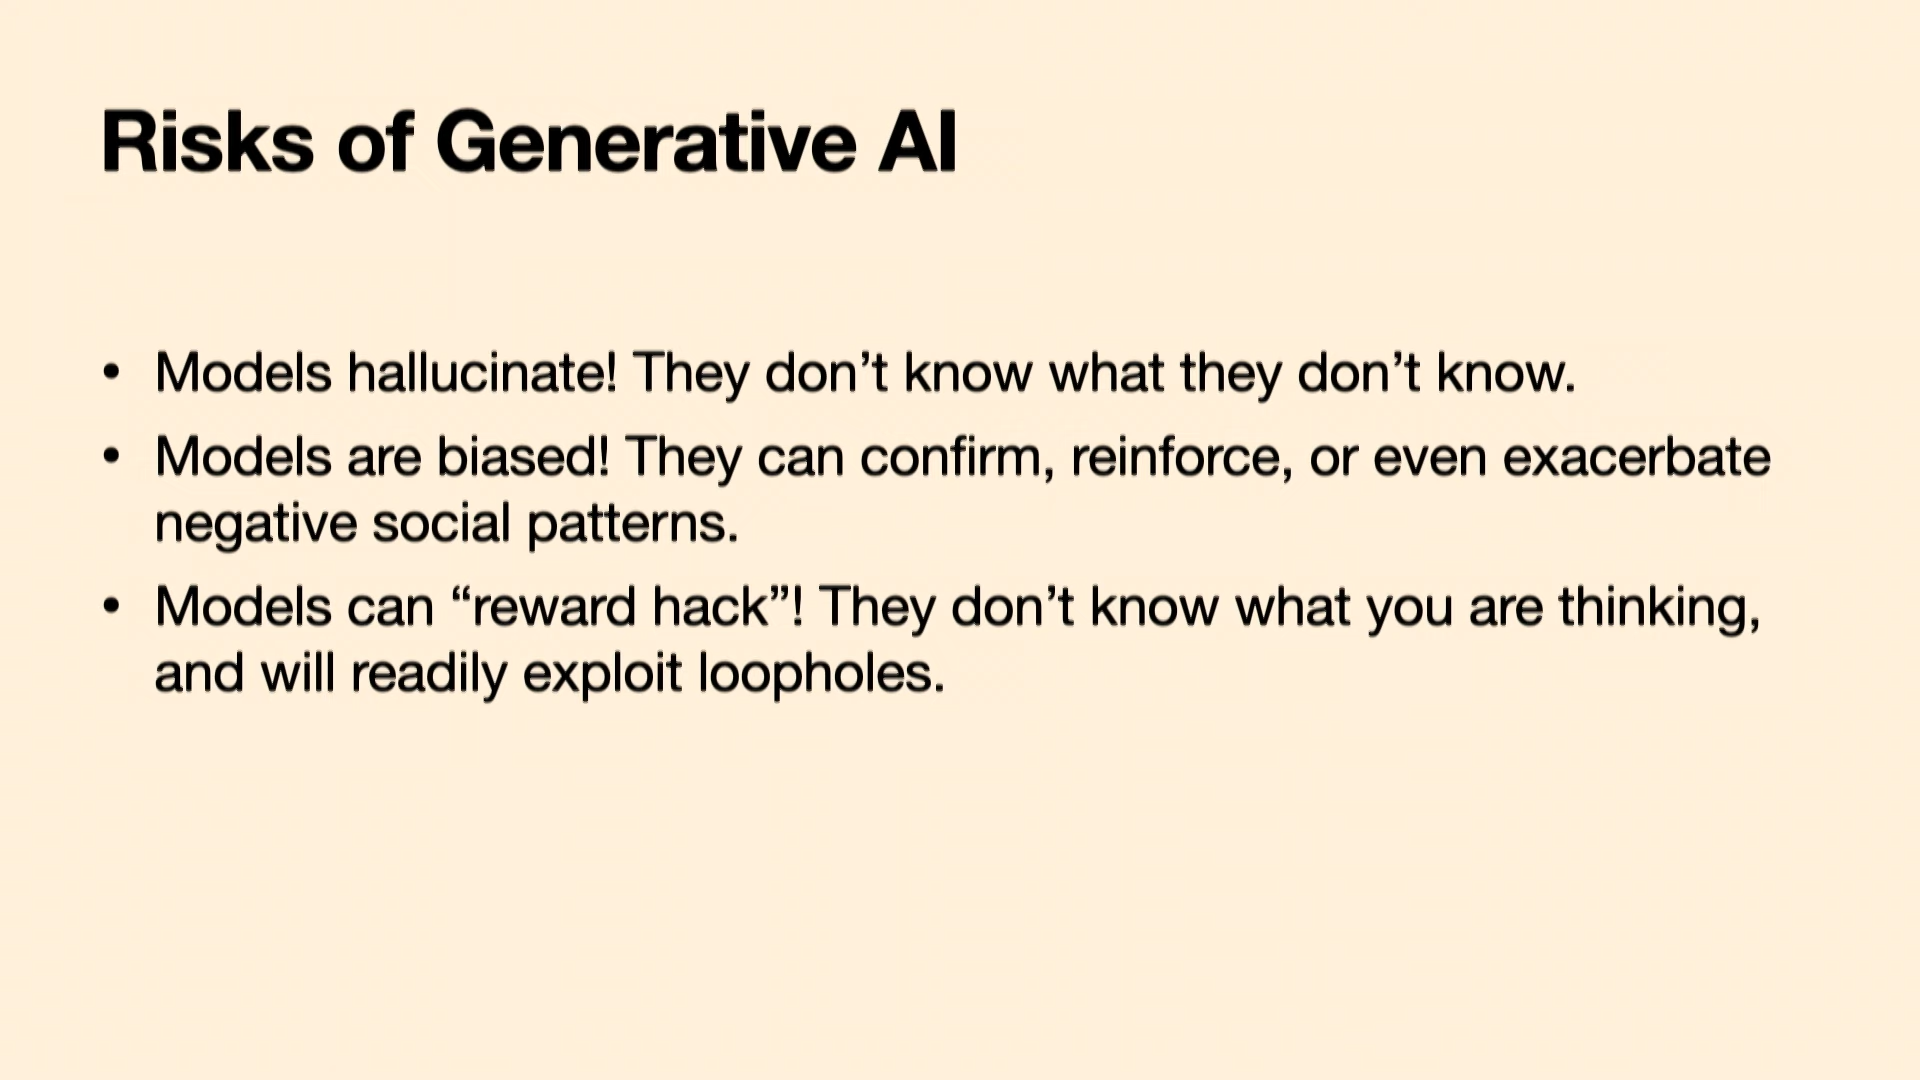 Risks of Generative AI
• Models hallucinate! They don’t know what they don’t know.
• Models are biased! They can confirm, reinforce, or even exacerbate
negative social patterns.
• Models can “reward hack”! They don’t know what you are thinking,
and will readily exploit loopholes.